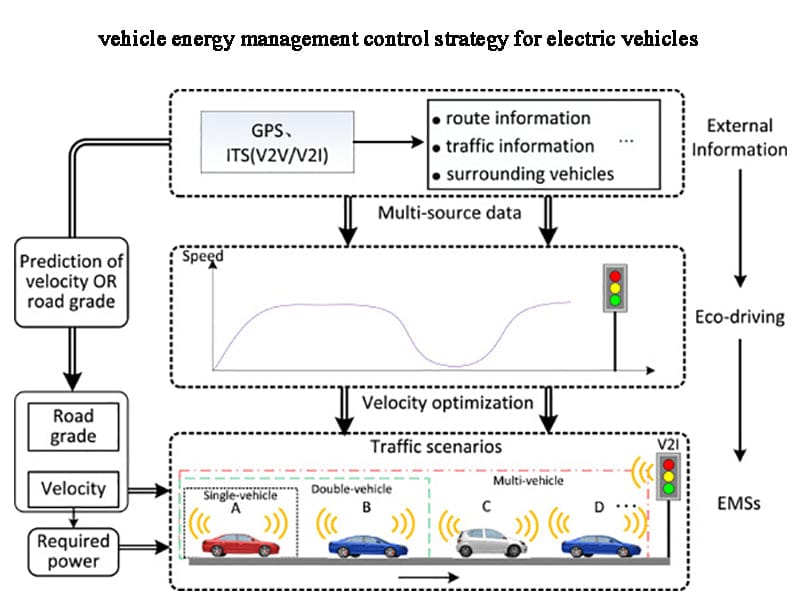 vehicle energy management control strategy for electric vehicles
GPS、
ITS(V2V/V2I)
• route information
• traffic information ...
• surrounding vehicles
External
Information
Multi-source data
Prediction of
velocity OR
road grade
Speed
Eco-driving
Velocity optimization
Road
grade
Velocity
Required
power
Traffic scenarios
V2I
Single-vehicle
A
Double-vehicle
B
Multi-vehicle
C
D ...
EMSs